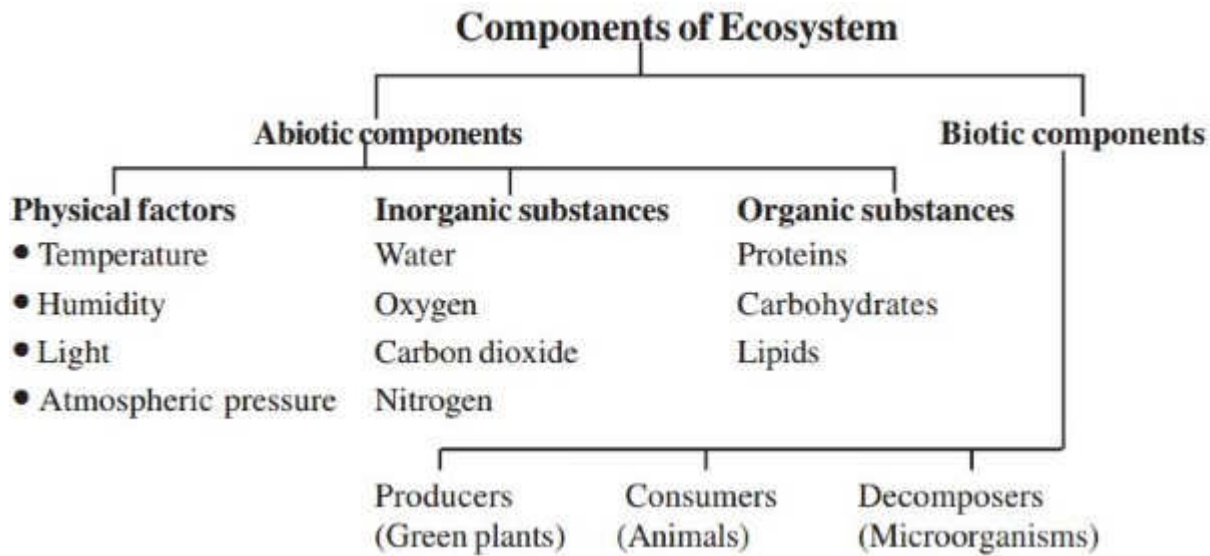 Components of Ecosystem
Abiotic components
Biotic components
Physical factors
• Temperature
• Humidity
• Light
• Atmospheric pressure
Inorganic substances
Water
Oxygen
Carbon dioxide
Nitrogen
Organic substances
Proteins
Carbohydrates
Lipids
Producers
(Green plants)
Consumers
(Animals)
Decomposers
(Microorganisms)